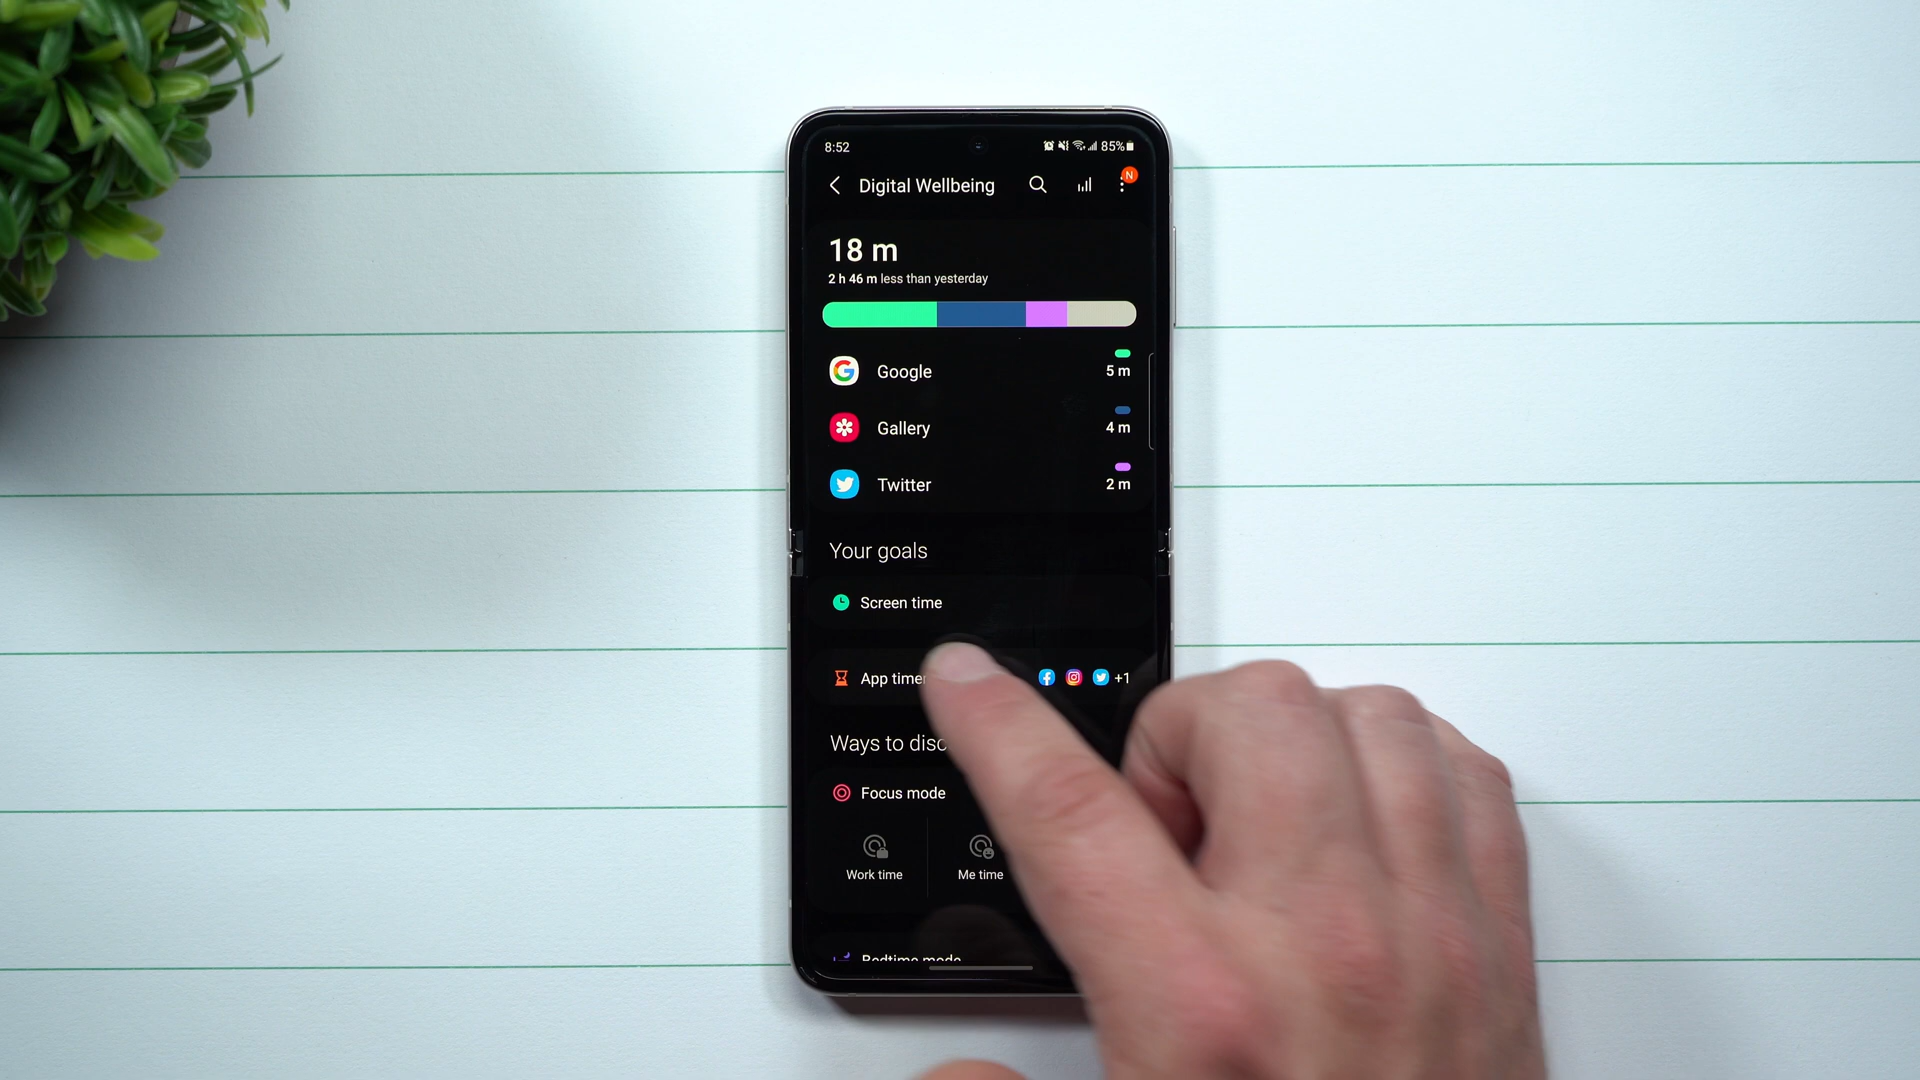 8:52 85%
Digital Wellbeing N
18 m
2 h 46 m less than yesterday
Google 5 m
Gallery 4 m
Twitter 2 m
Your goals
Screen time
App timer +1
Ways to disc
Focus mode
Work time Me time
Bedtime mode